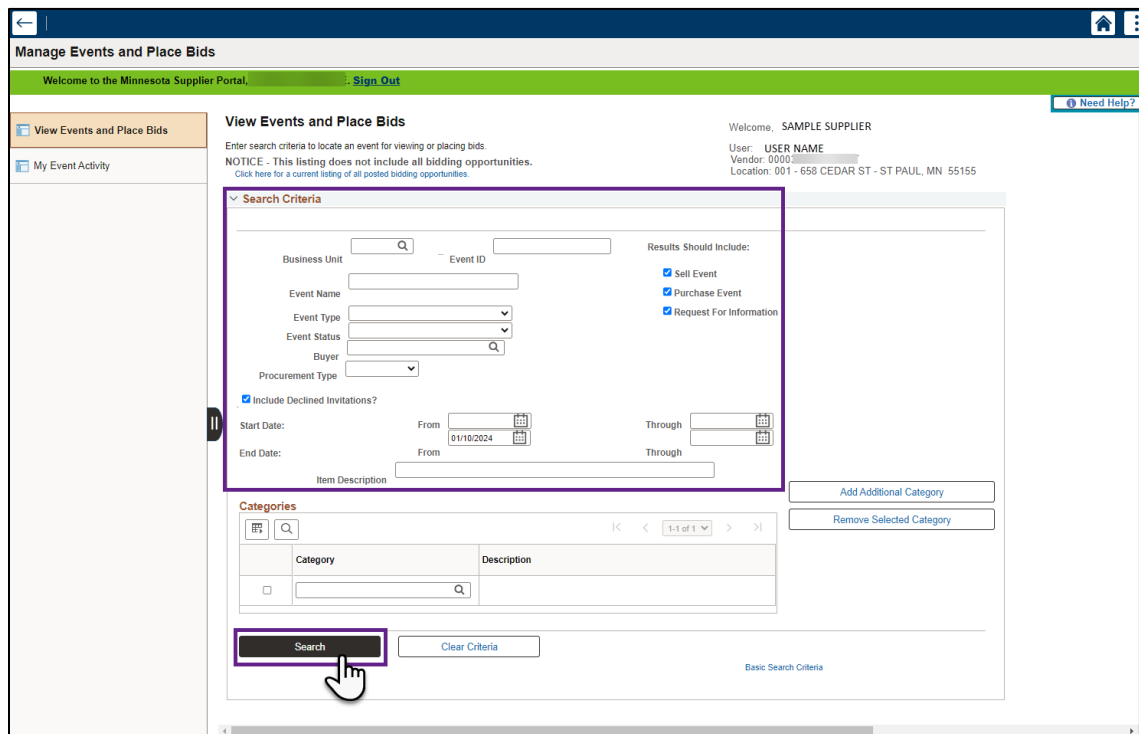 Manage Events and Place Bids
Welcome to the Minnesota Supplier Portal, . Sign Out
Need Help?
View Events and Place Bids
My Event Activity
View Events and Place Bids
Enter search criteria to locate an event for viewing or placing bids.
NOTICE - This listing does not include all bidding opportunities.
Click here for a current listing of all posted bidding opportunities.
Welcome, SAMPLE SUPPLIER
User: USER NAME
Vendor: 0000
Location: 001 - 658 CEDAR ST - ST PAUL, MN 55155
Search Criteria
Business Unit Event ID Results Should Include:
Sell Event
Event Name Purchase Event
Event Type Request For Information
Event Status
Buyer
Procurement Type
Include Declined Invitations?
Start Date: From Through
01/10/2024
End Date: From Through
Item Description
Add Additional Category
Remove Selected Category
Categories
1-1 of 1
Category Description
Search Clear Criteria
Basic Search Criteria